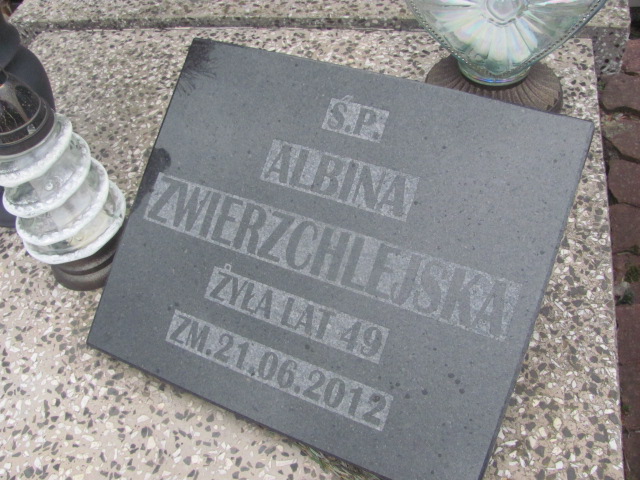 Ś.P.
ALBINA
ZWIERZCHLEJSKA
ŻYŁA LAT 49
ZM.21.06.2012